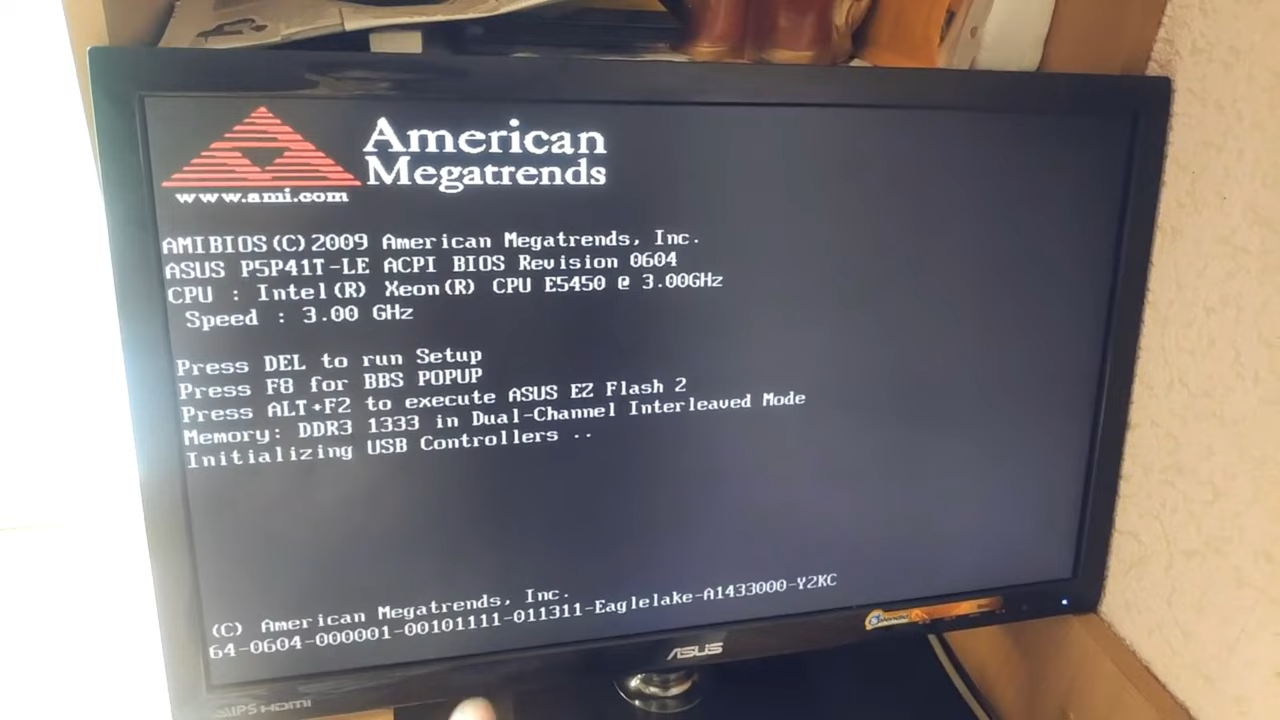 American
Megatrends
www.ami.com
AMIBIOS(C)2009 American Megatrends, Inc.
ASUS P5P41T-LE ACPI BIOS Revision 0604
CPU : Intel(R) Xeon(R) CPU E5450 @ 3.00GHz
Speed : 3.00 GHz
Press DEL to run Setup
Press F8 for BBS POPUP
Press ALT+F2 to execute ASUS EZ Flash 2
Memory: DDR3 1333 in Dual-Channel Interleaved Mode
Initializing USB Controllers ..
(C) American Megatrends, Inc.
64-0604-000001-00101111-011311-Eaglelake-A1433000-Y2KC
ASUS
IPS HDMI